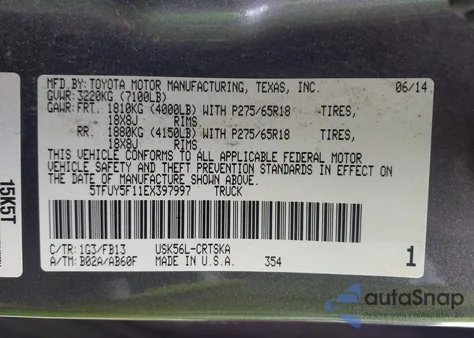 MFD.BY: TOYOTA MOTOR MANUFACTURING, TEXAS, INC. 06/14
GVWR: 3220KG (7100LB)
GAWR: FRT. 1810KG (4000LB) WITH P275/65R18 TIRES,
18X8J RIMS
RR. 1880KG (4150LB) WITH P275/65R18 TIRES,
18X8J RIMS.
THIS VEHICLE CONFORMS TO ALL APPLICABLE FEDERAL MOTOR
VEHICLE SAFETY AND THEFT PREVENTION STANDARDS IN EFFECT ON
THE DATE OF MANUFACTURE SHOWN ABOVE.
5TFUY5F11EX397997 TRUCK
C/TR: 1G3/FB13 USK56L-CRTSKA
A/TM: B02A/AB60F MADE IN U.S.A. 354 1
15K5T
autoSnap